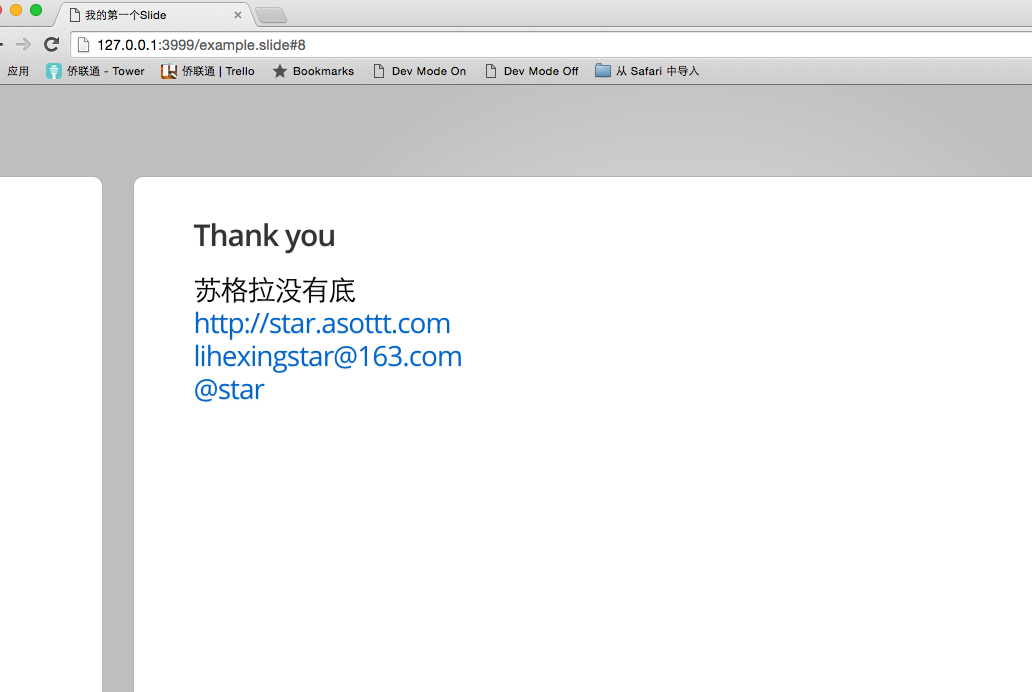 我的第一个Slide
127.0.0.1:3999/example.slide#8
应用 侨联通 - Tower 侨联通 | Trello Bookmarks Dev Mode On Dev Mode Off 从 Safari 中导入
Thank you
苏格拉没有底
http://star.asottt.com
lihexingstar@163.com
@star